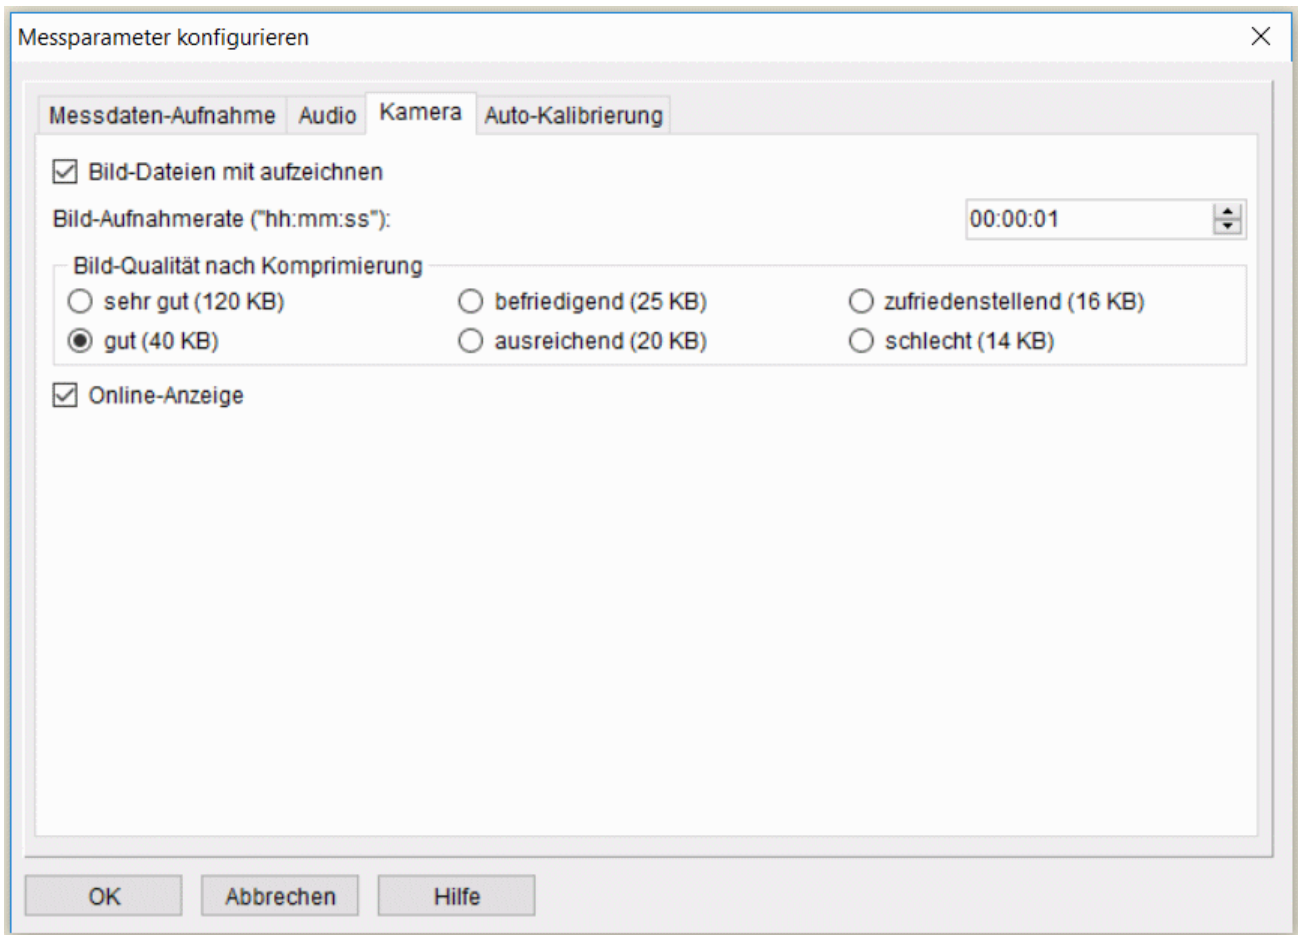 Messparameter konfigurieren
Messdaten-Aufnahme Audio Kamera Auto-Kalibrierung
Bild-Dateien mit aufzeichnen
Bild-Aufnahmerate ("hh:mm:ss"): 00:00:01
Bild-Qualität nach Komprimierung
sehr gut (120 KB) befriedigend (25 KB) zufriedenstellend (16 KB)
gut (40 KB) ausreichend (20 KB) schlecht (14 KB)
Online-Anzeige
OK Abbrechen Hilfe